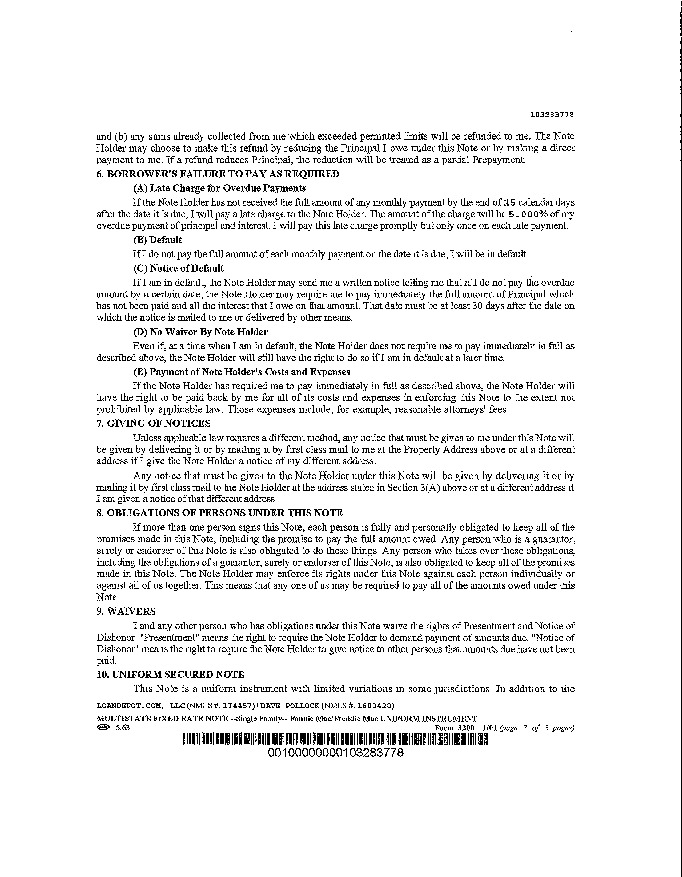 103283778
and (b) any sums already collected from me which exceeded permitted limits will be refunded to me. The Note
Holder may choose to make this refund by reducing the Principal I owe under this Note or by making a direct
payment to me. If a refund reduces Principal, the reduction will be treated as a partial Prepayment.
6. BORROWER'S FAILURE TO PAY AS REQUIRED
(A) Late Charge for Overdue Payments
If the Note Holder has not received the full amount of any monthly payment by the end of 15 calendar days
after the date it is due, I will pay a late charge to the Note Holder. The amount of the charge will be 5.000% of my
overdue payment of principal and interest. I will pay this late charge promptly but only once on each late payment.
(B) Default
If I do not pay the full amount of each monthly payment on the date it is due, I will be in default.
(C) Notice of Default
If I am in default, the Note Holder may send me a written notice telling me that if I do not pay the overdue
amount by a certain date, the Note Holder may require me to pay immediately the full amount of Principal which
has not been paid and all the interest that I owe on that amount. That date must be at least 30 days after the date on
which the notice is mailed to me or delivered by other means.
(D) No Waiver By Note Holder
Even if, at a time when I am in default, the Note Holder does not require me to pay immediately in full as
described above, the Note Holder will still have the right to do so if I am in default at a later time.
(E) Payment of Note Holder's Costs and Expenses
If the Note Holder has required me to pay immediately in full as described above, the Note Holder will
have the right to be paid back by me for all of its costs and expenses in enforcing this Note to the extent not
prohibited by applicable law. Those expenses include, for example, reasonable attorneys' fees.
7. GIVING OF NOTICES
Unless applicable law requires a different method, any notice that must be given to me under this Note will
be given by delivering it or by mailing it by first class mail to me at the Property Address above or at a different
address if I give the Note Holder a notice of my different address.
Any notice that must be given to the Note Holder under this Note will be given by delivering it or by
mailing it by first class mail to the Note Holder at the address stated in Section 3(A) above or at a different address if
I am given a notice of that different address.
8. OBLIGATIONS OF PERSONS UNDER THIS NOTE
If more than one person signs this Note, each person is fully and personally obligated to keep all of the
promises made in this Note, including the promise to pay the full amount owed. Any person who is a guarantor,
surety or endorser of this Note is also obligated to do these things. Any person who takes over these obligations,
including the obligations of a guarantor, surety or endorser of this Note, is also obligated to keep all of the promises
made in this Note. The Note Holder may enforce its rights under this Note against each person individually or
against all of us together. This means that any one of us may be required to pay all of the amounts owed under this
Note.
9. WAIVERS
I and any other person who has obligations under this Note waive the rights of Presentment and Notice of
Dishonor. "Presentment" means the right to require the Note Holder to demand payment of amounts due. "Notice of
Dishonor" means the right to require the Note Holder to give notice to other persons that amounts due have not been
paid.
10. UNIFORM SECURED NOTE
This Note is a uniform instrument with limited variations in some jurisdictions. In addition to the
LOANDEPOT.COM, LLC(NMLS#:174457)/DAVE POLLOCK(NMLS#:1600420)
MULTISTATE FIXED RATE NOTE--Single Family-- Fannie Mae/Freddie Mac UNIFORM INSTRUMENT
Form 3200 1/01 (page 2 of 3 pages)
00100000000103283778